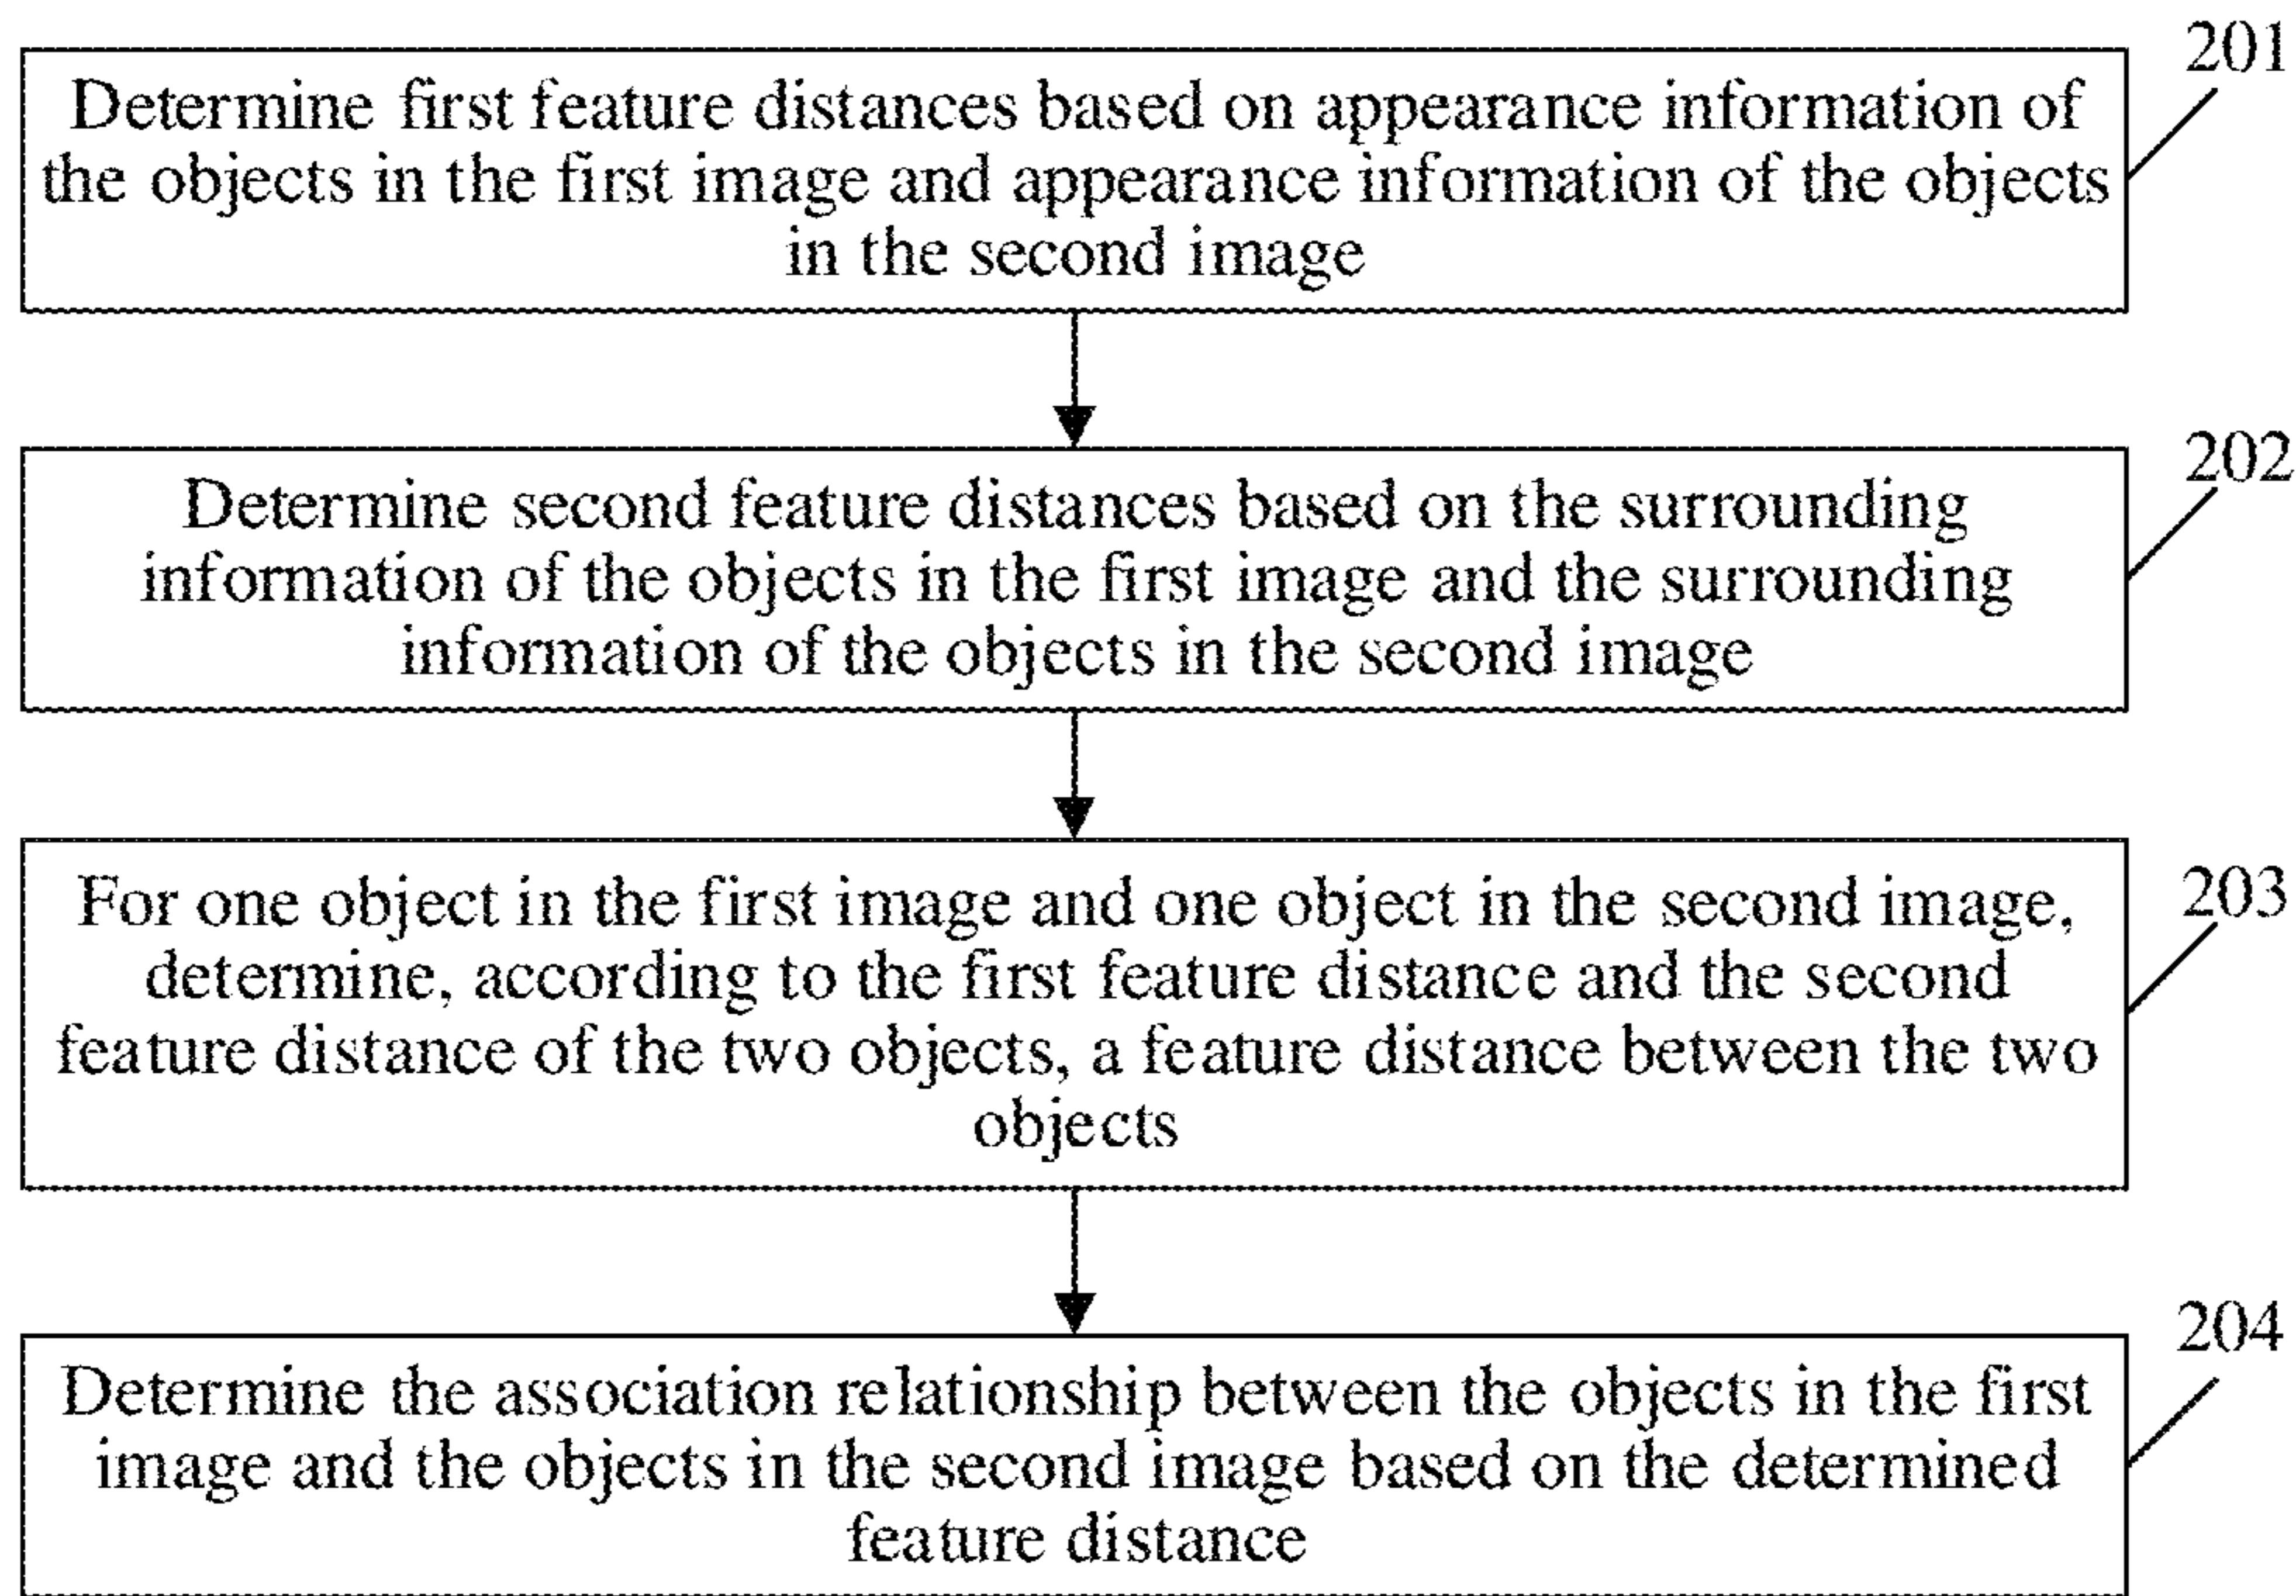 201
Determine first feature distances based on appearance information of
the objects in the first image and appearance information of the objects
in the second image
202
Determine second feature distances based on the surrounding
information of the objects in the first image and the surrounding
information of the objects in the second image
203
For one object in the first image and one object in the second image,
determine, according to the first feature distance and the second
feature distance of the two objects, a feature distance between the two
objects
204
Determine the association relationship between the objects in the first
image and the objects in the second image based on the determined
feature distance